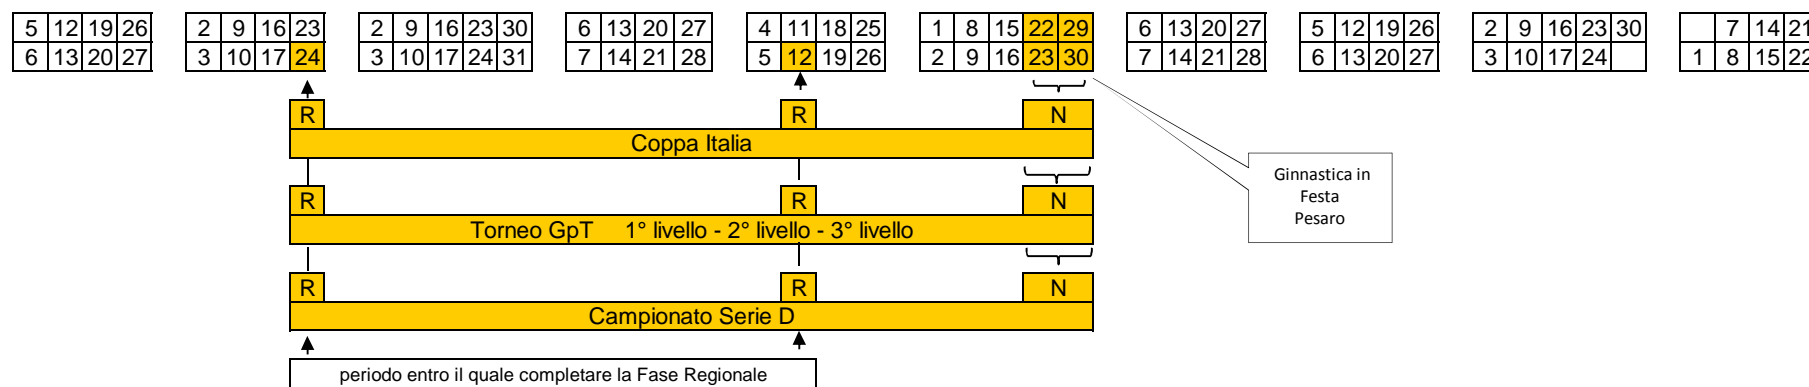 5 12 19 26 2 9 16 23 2 9 16 23 30 6 13 20 27 4 11 18 25 1 8 15 22 29 6 13 20 27 5 12 19 26 2 9 16 23 30 7 14 21
6 13 20 27 3 10 17 24 3 10 17 24 31 7 14 21 28 5 12 19 26 2 9 16 23 30 7 14 21 28 6 13 20 27 3 10 17 24 1 8 15 22
R R N
Coppa Italia
Ginnastica in
Festa
Pesaro
R R N
Torneo GpT 1° livello - 2° livello - 3° livello
R R N
Campionato Serie D
periodo entro il quale completare la Fase Regionale